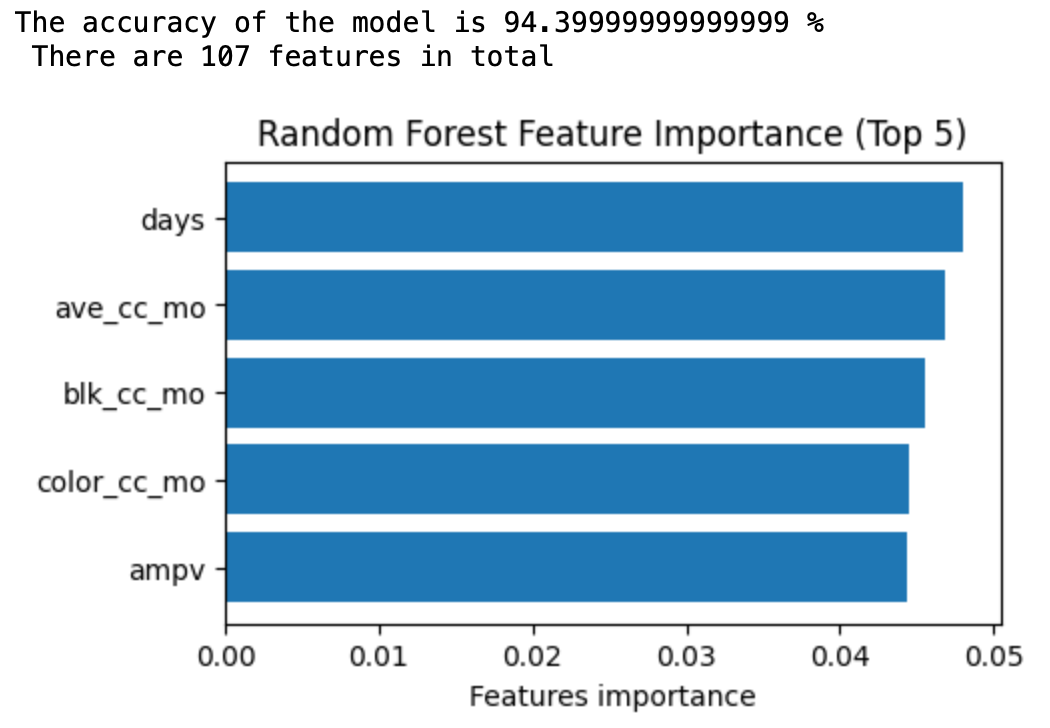 The accuracy of the model is 94.39999999999999 %
There are 107 features in total
Random Forest Feature Importance (Top 5)
days
ave_cc_mo
blk_cc_mo
color_cc_mo
ampv
0.00 0.01 0.02 0.03 0.04 0.05
Features importance